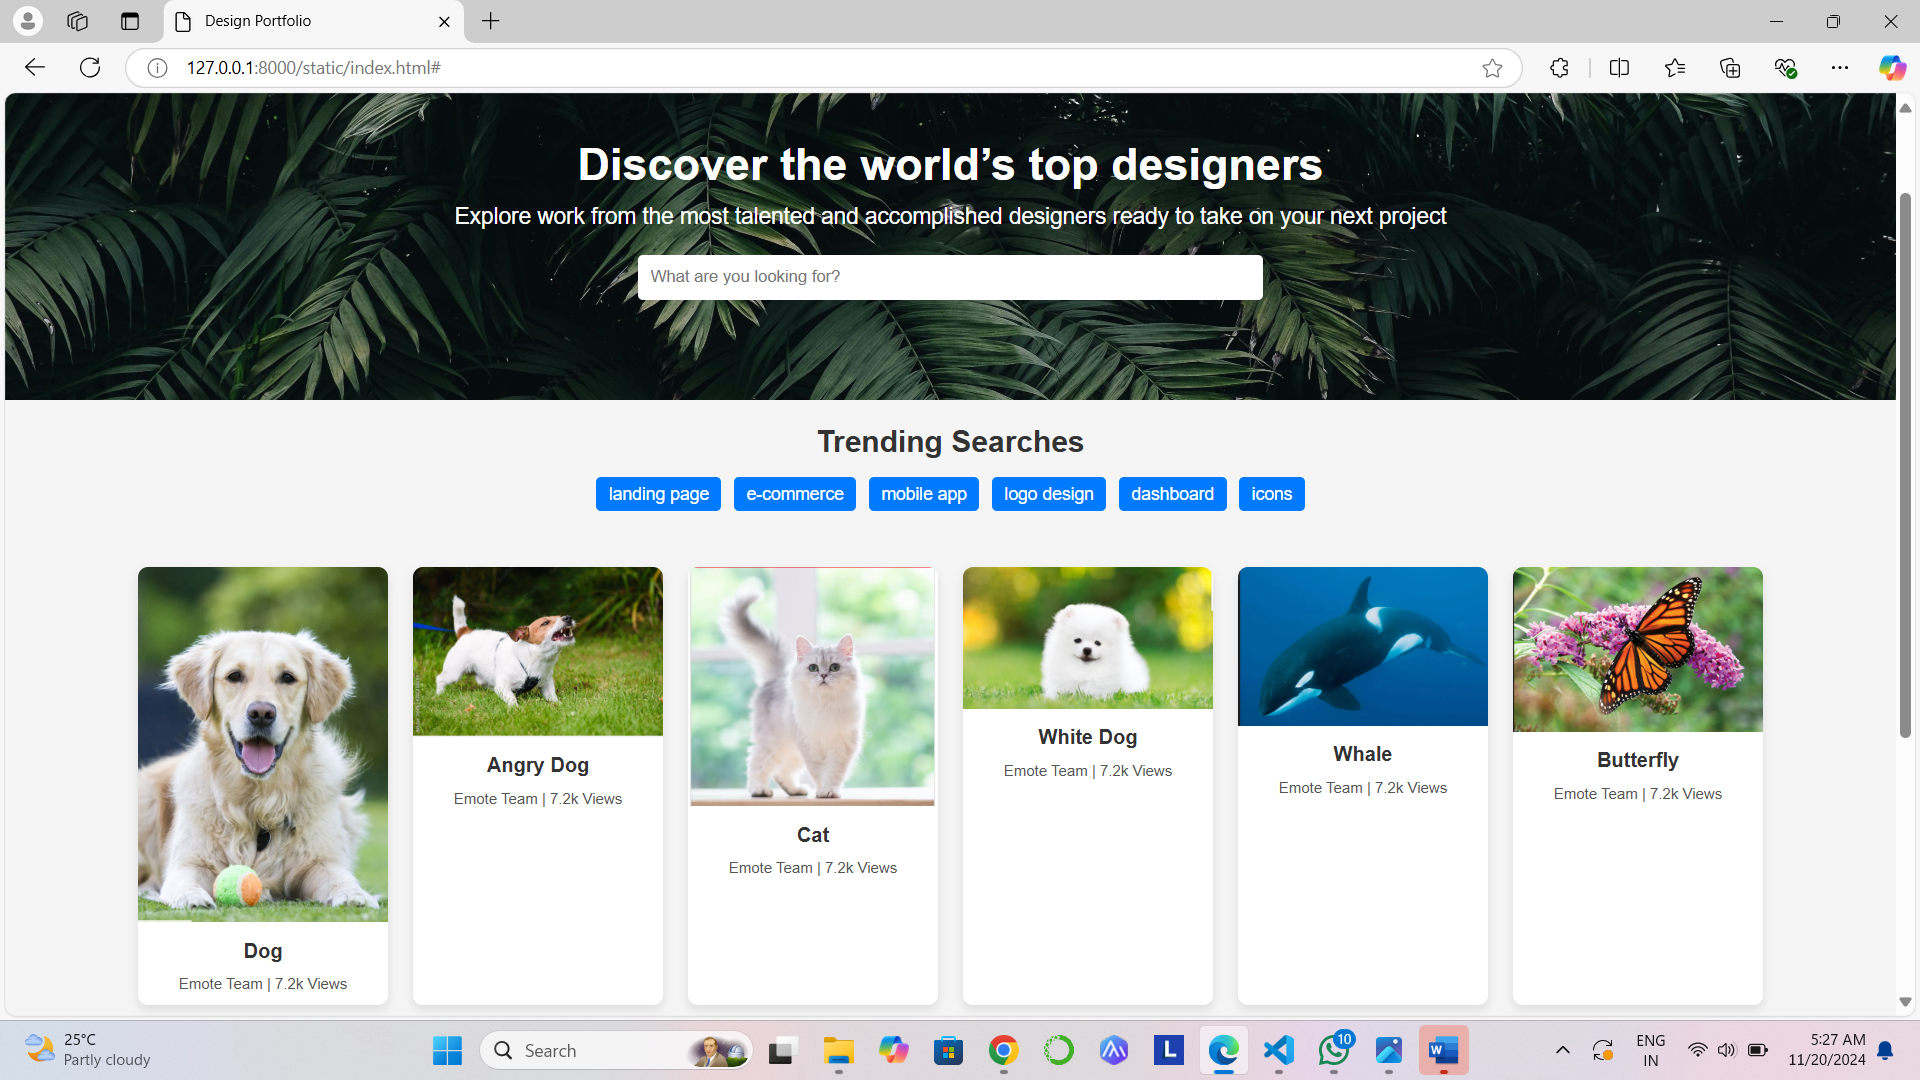 Design Portfolio
127.0.0.1:8000/static/index.html#
Discover the world’s top designers
Explore work from the most talented and accomplished designers ready to take on your next project
What are you looking for?
Trending Searches
landing page e-commerce mobile app logo design dashboard icons
Dog
Emote Team | 7.2k Views
Angry Dog
Emote Team | 7.2k Views
Cat
Emote Team | 7.2k Views
White Dog
Emote Team | 7.2k Views
Whale
Emote Team | 7.2k Views
Butterfly
Emote Team | 7.2k Views
25°C
Partly cloudy
Search
L
10
W
ENG
IN
5:27 AM
11/20/2024